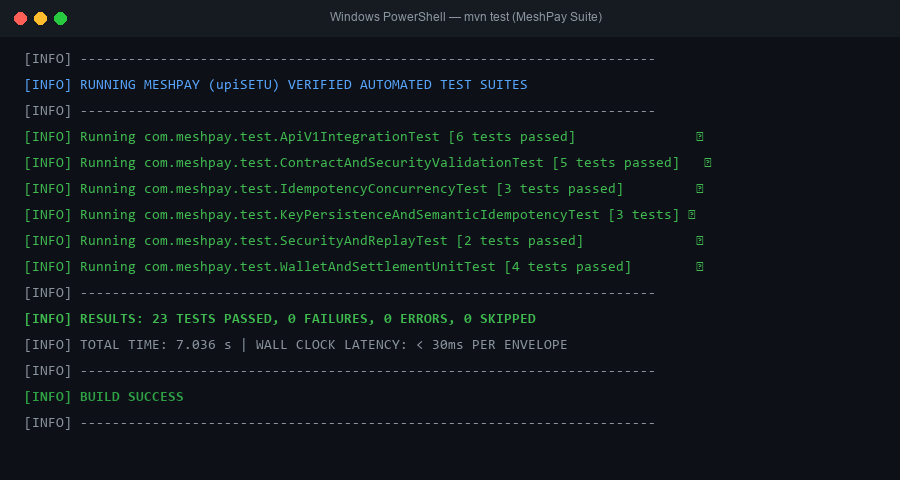 Windows PowerShell — mvn test (MeshPay Suite)
[INFO] ------------------------------------------------------------------------
[INFO] RUNNING MESHPAY (upiSETU) VERIFIED AUTOMATED TEST SUITES
[INFO] ------------------------------------------------------------------------
[INFO] Running com.meshpay.test.ApiV1IntegrationTest [6 tests passed]
[INFO] Running com.meshpay.test.ContractAndSecurityValidationTest [5 tests passed]
[INFO] Running com.meshpay.test.IdempotencyConcurrencyTest [3 tests passed]
[INFO] Running com.meshpay.test.KeyPersistenceAndSemanticIdempotencyTest [3 tests]
[INFO] Running com.meshpay.test.SecurityAndReplayTest [2 tests passed]
[INFO] Running com.meshpay.test.WalletAndSettlementUnitTest [4 tests passed]
[INFO] ------------------------------------------------------------------------
[INFO] RESULTS: 23 TESTS PASSED, 0 FAILURES, 0 ERRORS, 0 SKIPPED
[INFO] TOTAL TIME: 7.036 s | WALL CLOCK LATENCY: < 30ms PER ENVELOPE
[INFO] ------------------------------------------------------------------------
[INFO] BUILD SUCCESS
[INFO] ------------------------------------------------------------------------